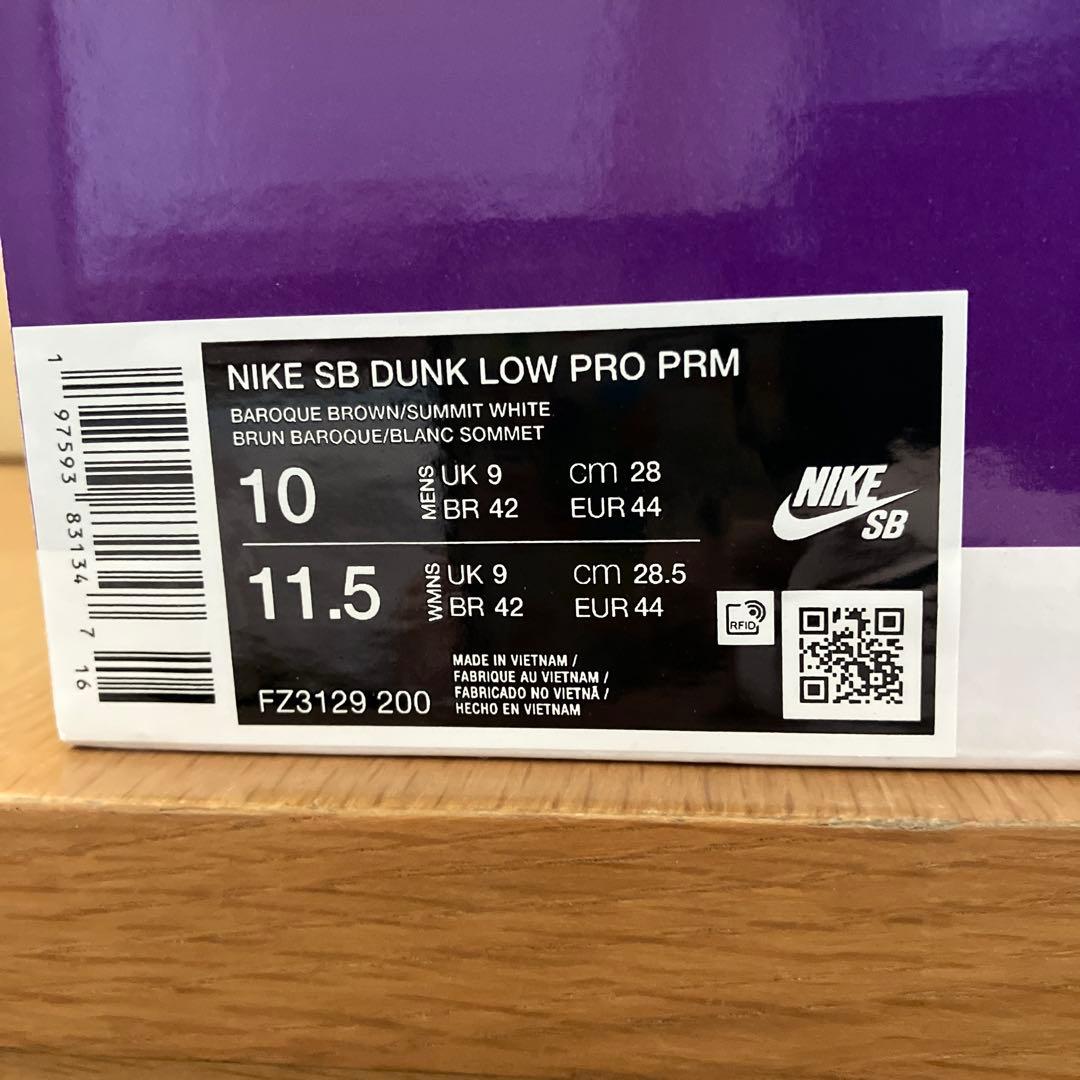 NIKE SB DUNK LOW PRO PRM
BAROQUE BROWN/SUMMIT WHITE
BRUN BAROQUE/BLANC SOMMET
10 MENS UK 9 cm 28
BR 42 EUR 44
11.5 WMNS UK 9 cm 28.5
BR 42 EUR 44
FZ3129 200
MADE IN VIETNAM /
FABRIQUE AU VIETNAM /
FABRICADO NO VIETNÃ /
HECHO EN VIETNAM
NIKE
SB
RFID
1 97593 83134 7 16